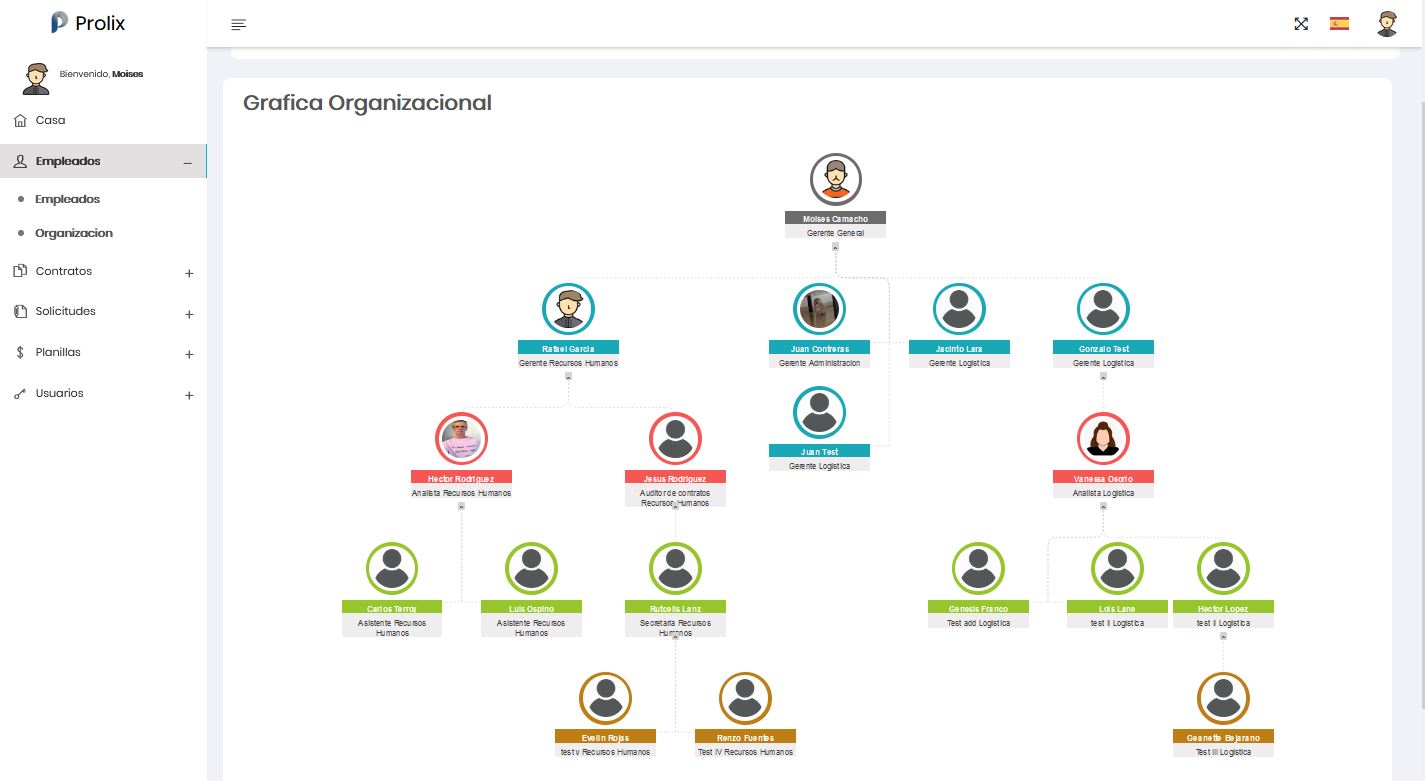 Prolix
Bienvenido, Moises
Casa
Empleados
Empleados
Organizacion
Contratos
Solicitudes
Planillas
Usuarios
Grafica Organizacional
Moises Camacho
Gerente General
Rafael Garcia
Gerente Recursos Humanos
Juan Contreras
Gerente Administracion
Jacinto Lara
Gerente Logistica
Gonzalo Test
Gerente Logistica
Juan Test
Gerente Logistica
Hector Rodriguez
Analista Recursos Humanos
Jesus Rodriguez
Auditor de contratos
Recursos Humanos
Vanessa Osorio
Analista Logistica
Carlos Terroy
Asistente Recursos
Humanos
Luis Ospino
Asistente Recursos
Humanos
Rutcelis Lanz
Secretaria Recursos
Humanos
Genesis Franco
Test add Logistica
Lois Lane
test II Logistica
Hector Lopez
test II Logistica
Evelin Rojas
test v Recursos Humanos
Renzo Fuentes
Test IV Recursos Humanos
Geanette Bejarano
Test III Logistica